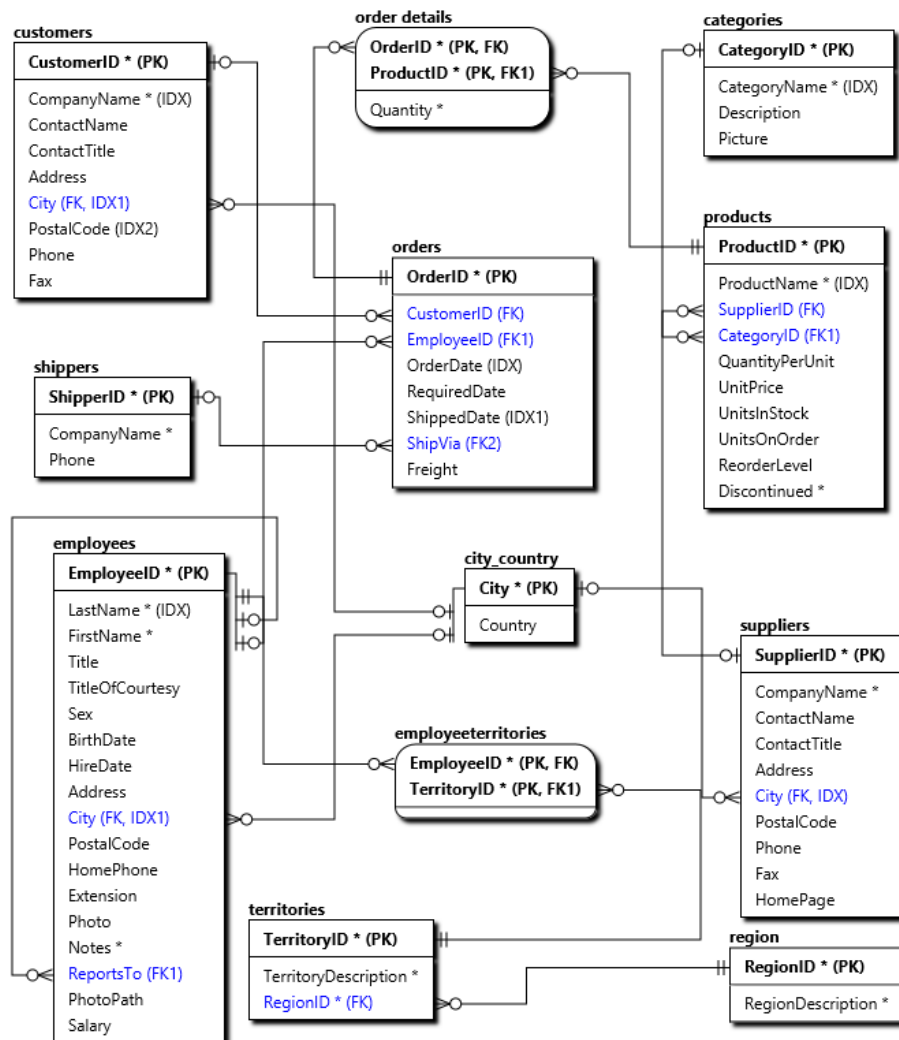 customers
CustomerID * (PK)
CompanyName * (IDX)
ContactName
ContactTitle
Address
City (FK, IDX1)
PostalCode (IDX2)
Phone
Fax
order details
OrderID * (PK, FK)
ProductID * (PK, FK1)
Quantity *
categories
CategoryID * (PK)
CategoryName * (IDX)
Description
Picture
products
ProductID * (PK)
ProductName * (IDX)
SupplierID (FK)
CategoryID (FK1)
QuantityPerUnit
UnitPrice
UnitsInStock
UnitsOnOrder
ReorderLevel
Discontinued *
orders
OrderID * (PK)
CustomerID (FK)
EmployeeID (FK1)
OrderDate (IDX)
RequiredDate
ShippedDate (IDX1)
ShipVia (FK2)
Freight
shippers
ShipperID * (PK)
CompanyName *
Phone
employees
EmployeeID * (PK)
LastName * (IDX)
FirstName *
Title
TitleOfCourtesy
Sex
BirthDate
HireDate
Address
City (FK, IDX1)
PostalCode
HomePhone
Extension
Photo
Notes *
ReportsTo (FK1)
PhotoPath
Salary
city_country
City * (PK)
Country
suppliers
SupplierID * (PK)
CompanyName *
ContactName
ContactTitle
Address
City (FK, IDX)
PostalCode
Phone
Fax
HomePage
employeeterritories
EmployeeID * (PK, FK)
TerritoryID * (PK, FK1)
territories
TerritoryID * (PK)
TerritoryDescription *
RegionID * (FK)
region
RegionID * (PK)
RegionDescription *